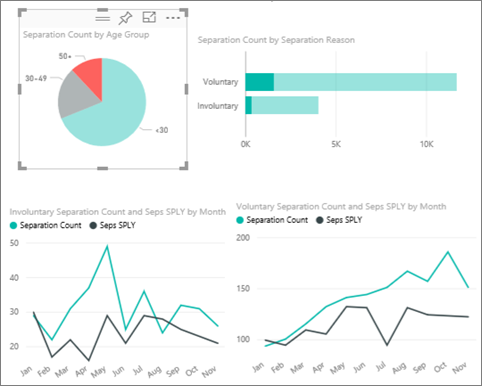 Separation Count by Age Group
50+
30-49
<30
Separation Count by Separation Reason
Voluntary
Involuntary
0K 5K 10K
Involuntary Separation Count and Seps SPLY by Month
Separation Count Seps SPLY
50
40
30
20
Jan Feb Mar Apr May Jun Jul Aug Sep Oct Nov
Voluntary Separation Count and Seps SPLY by Month
Separation Count Seps SPLY
200
150
100
Jan Feb Mar Apr May Jun Jul Aug Sep Oct Nov